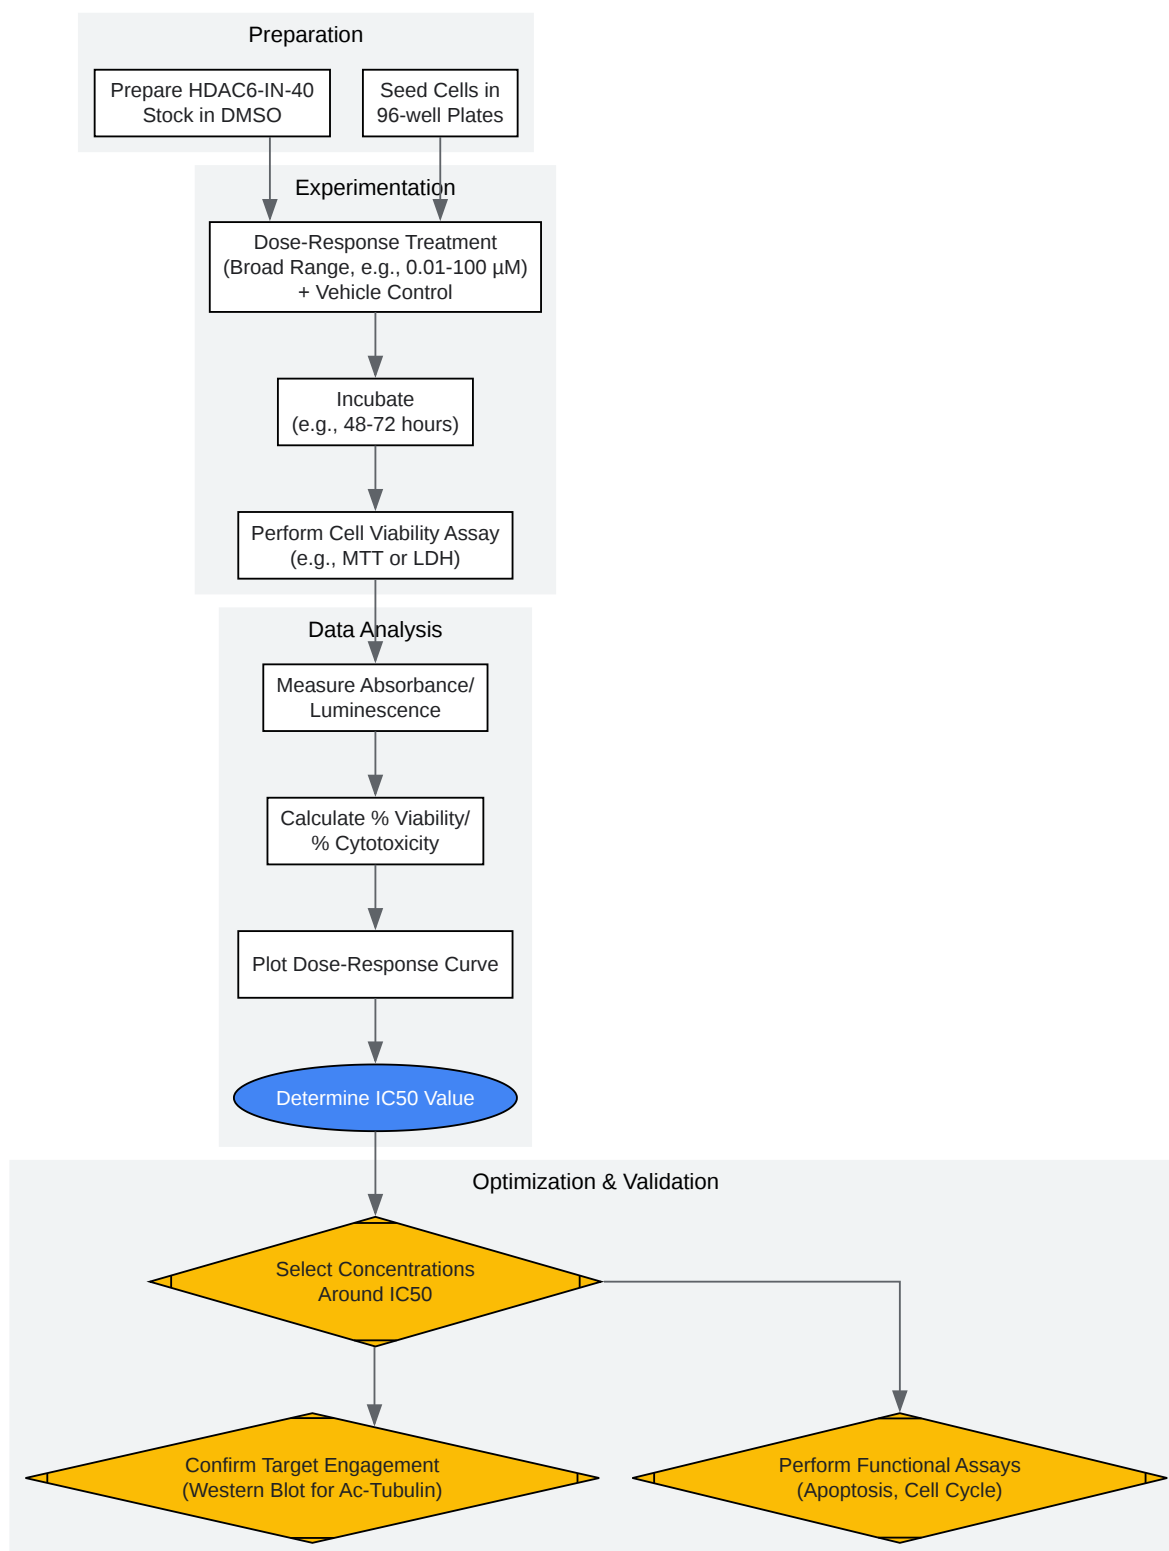 Preparation
Prepare HDAC6-IN-40
Stock in DMSO
Seed Cells in
96-well Plates
Experimentation
Dose-Response Treatment
(Broad Range, e.g., 0.01-100 µM)
+ Vehicle Control
Incubate
(e.g., 48-72 hours)
Perform Cell Viability Assay
(e.g., MTT or LDH)
Data Analysis
Measure Absorbance/
Luminescence
Calculate % Viability/
% Cytotoxicity
Plot Dose-Response Curve
Determine IC50 Value
Optimization & Validation
Select Concentrations
Around IC50
Confirm Target Engagement
(Western Blot for Ac-Tubulin)
Perform Functional Assays
(Apoptosis, Cell Cycle)